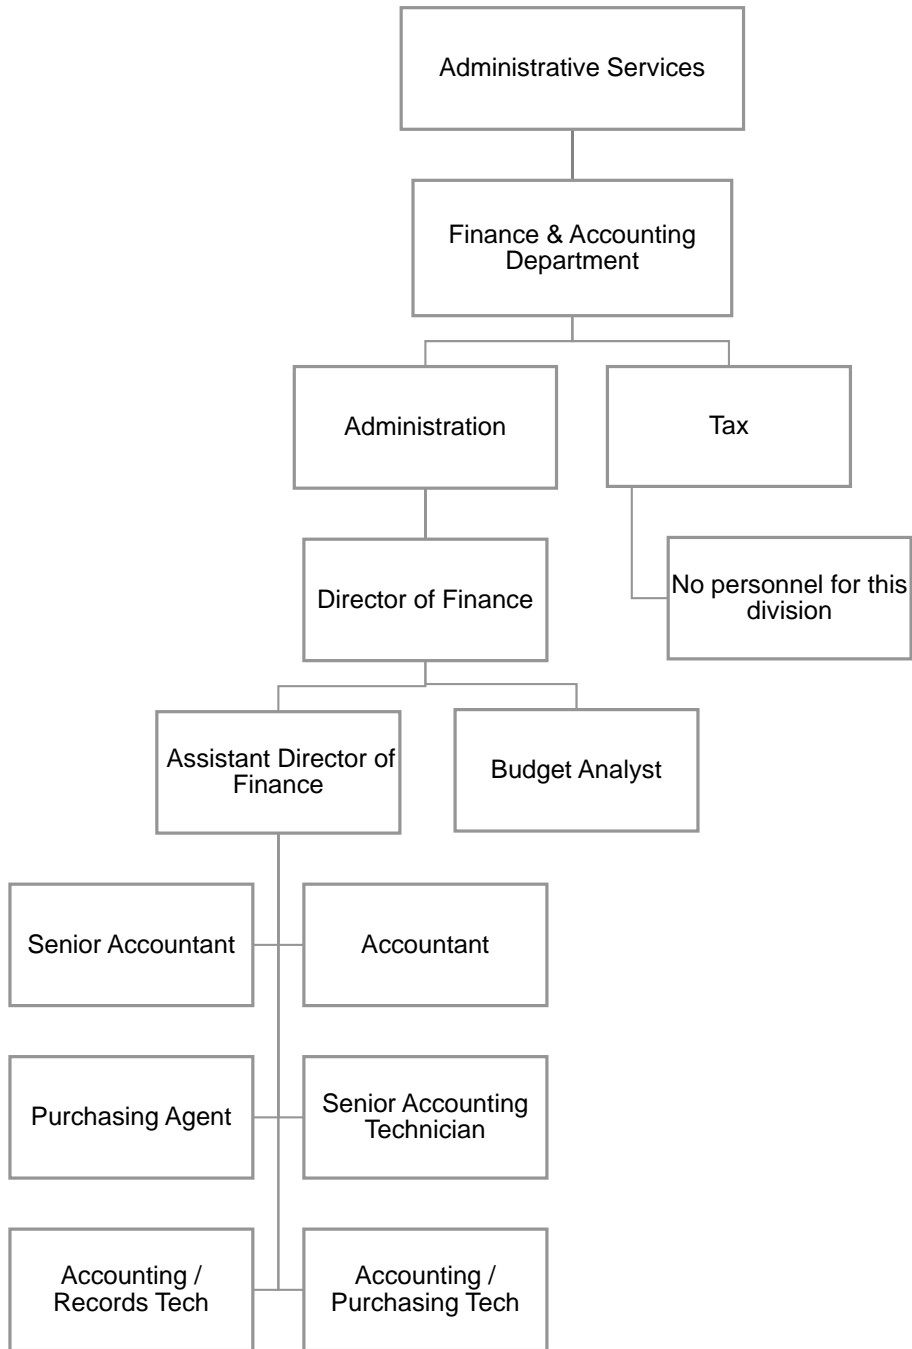 Administrative Services
Finance & Accounting
Department
Administration
Tax
No personnel for this
division
Director of Finance
Assistant Director of
Finance
Budget Analyst
Senior Accountant
Accountant
Purchasing Agent
Senior Accounting
Technician
Accounting /
Records Tech
Accounting /
Purchasing Tech